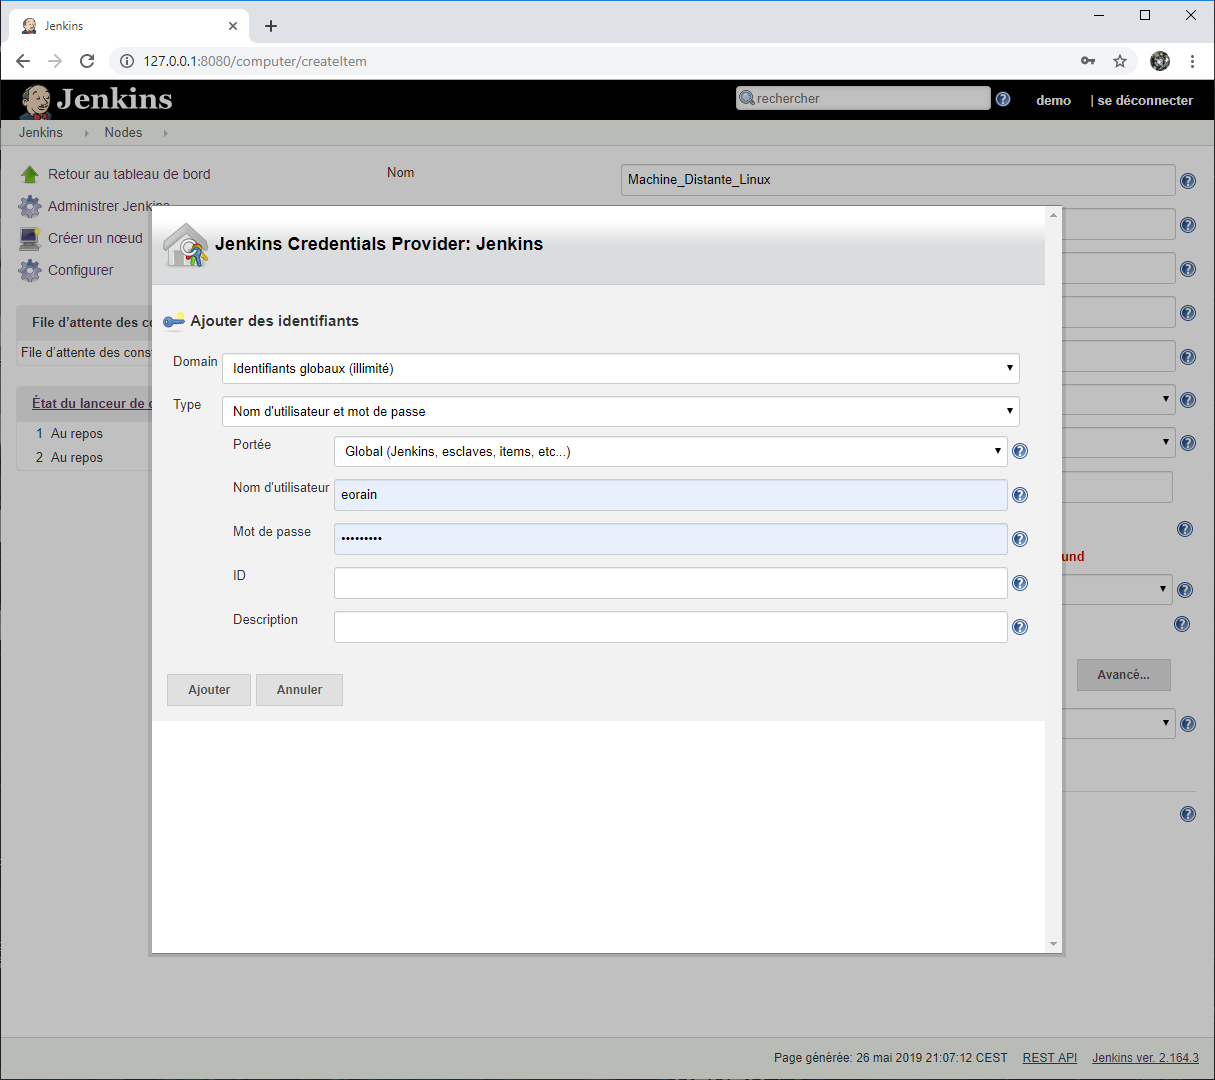 Jenkins
127.0.0.1:8080/computer/createItem
Jenkins
rechercher
demo
| se déconnecter
Jenkins
Nodes
Retour au tableau de bord
Administrer Jenkins
Créer un nœud
Configurer
File d'attente des co
File d'attente des cons
État du lanceur de c
1 Au repos
2 Au repos
Nom
Machine_Distante_Linux
Jenkins Credentials Provider: Jenkins
Ajouter des identifiants
Domain
Identifiants globaux (illimité)
Type
Nom d'utilisateur et mot de passe
Portée
Global (Jenkins, esclaves, items, etc...)
Nom d'utilisateur
eorain
Mot de passe
•••••••••
ID
Description
Ajouter
Annuler
und
Avancé...
Page générée: 26 mai 2019 21:07:12 CEST
REST API
Jenkins ver. 2.164.3